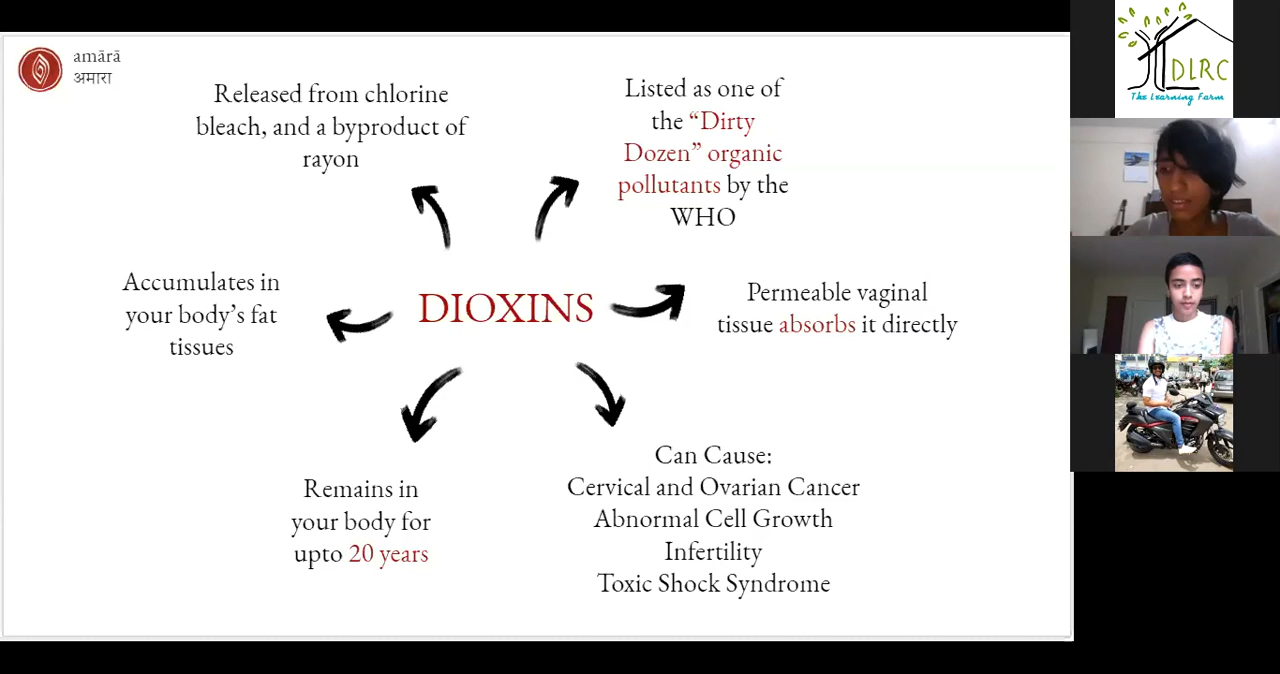 amārā
अमारा
Released from chlorine
bleach, and a byproduct of
rayon
Listed as one of
the “Dirty
Dozen” organic
pollutants by the
WHO
Accumulates in
your body’s fat
tissues
DIOXINS
Permeable vaginal
tissue absorbs it directly
Remains in
your body for
upto 20 years
Can Cause:
Cervical and Ovarian Cancer
Abnormal Cell Growth
Infertility
Toxic Shock Syndrome
DLRC
The Learning Farm